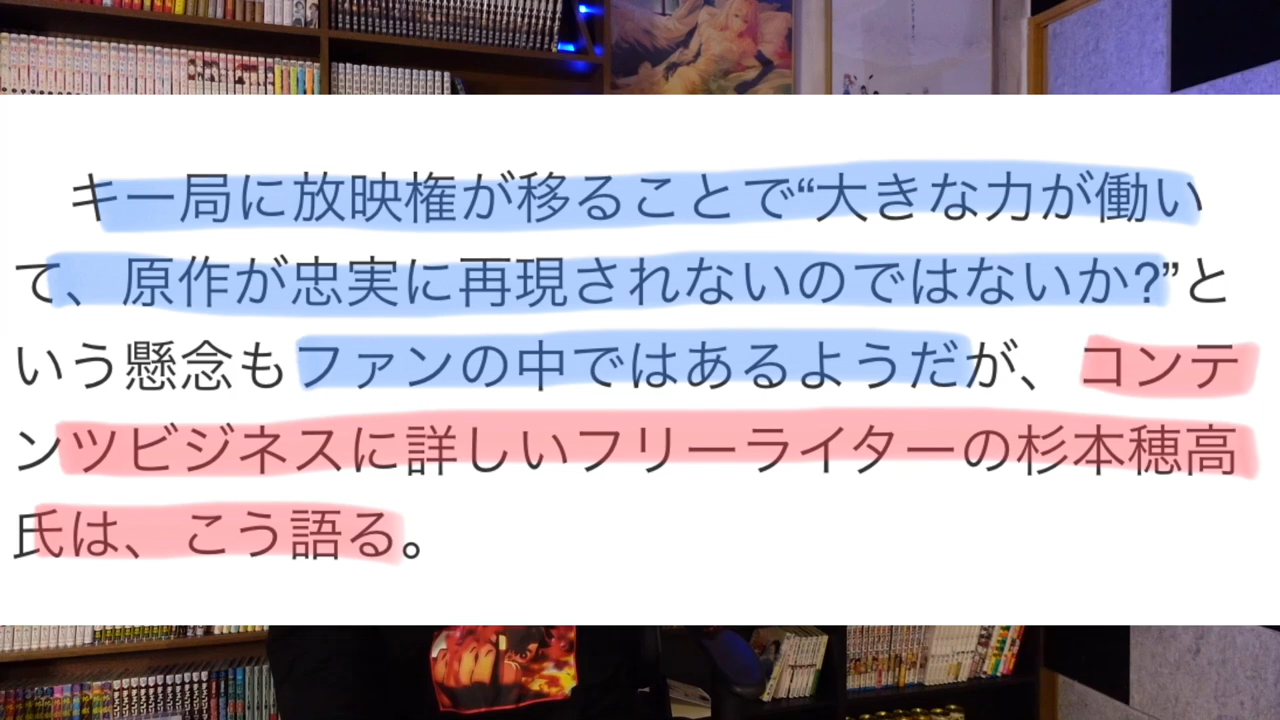 キー局に放映権が移ることで“大きな力が働い
て、原作が忠実に再現されないのではないか?”と
いう懸念もファンの中ではあるようだが、コンテ
ンツビジネスに詳しいフリーライターの杉本穂高
氏は、こう語る。